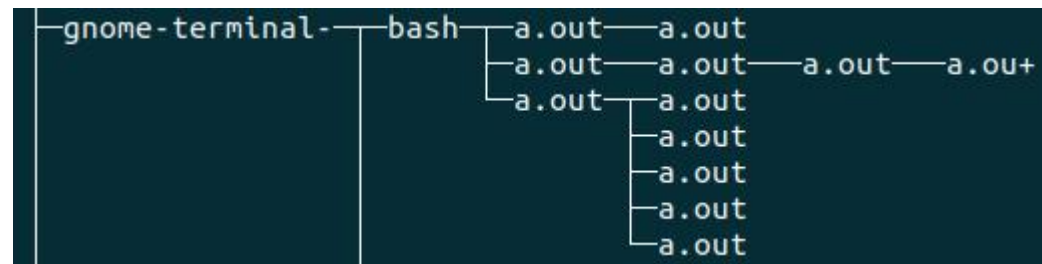 ├─gnome-terminal-─┬─bash─┬─a.out───a.out
├─a.out───a.out───a.out───a.ou+
└─a.out─┬─a.out
├─a.out
├─a.out
├─a.out
└─a.out